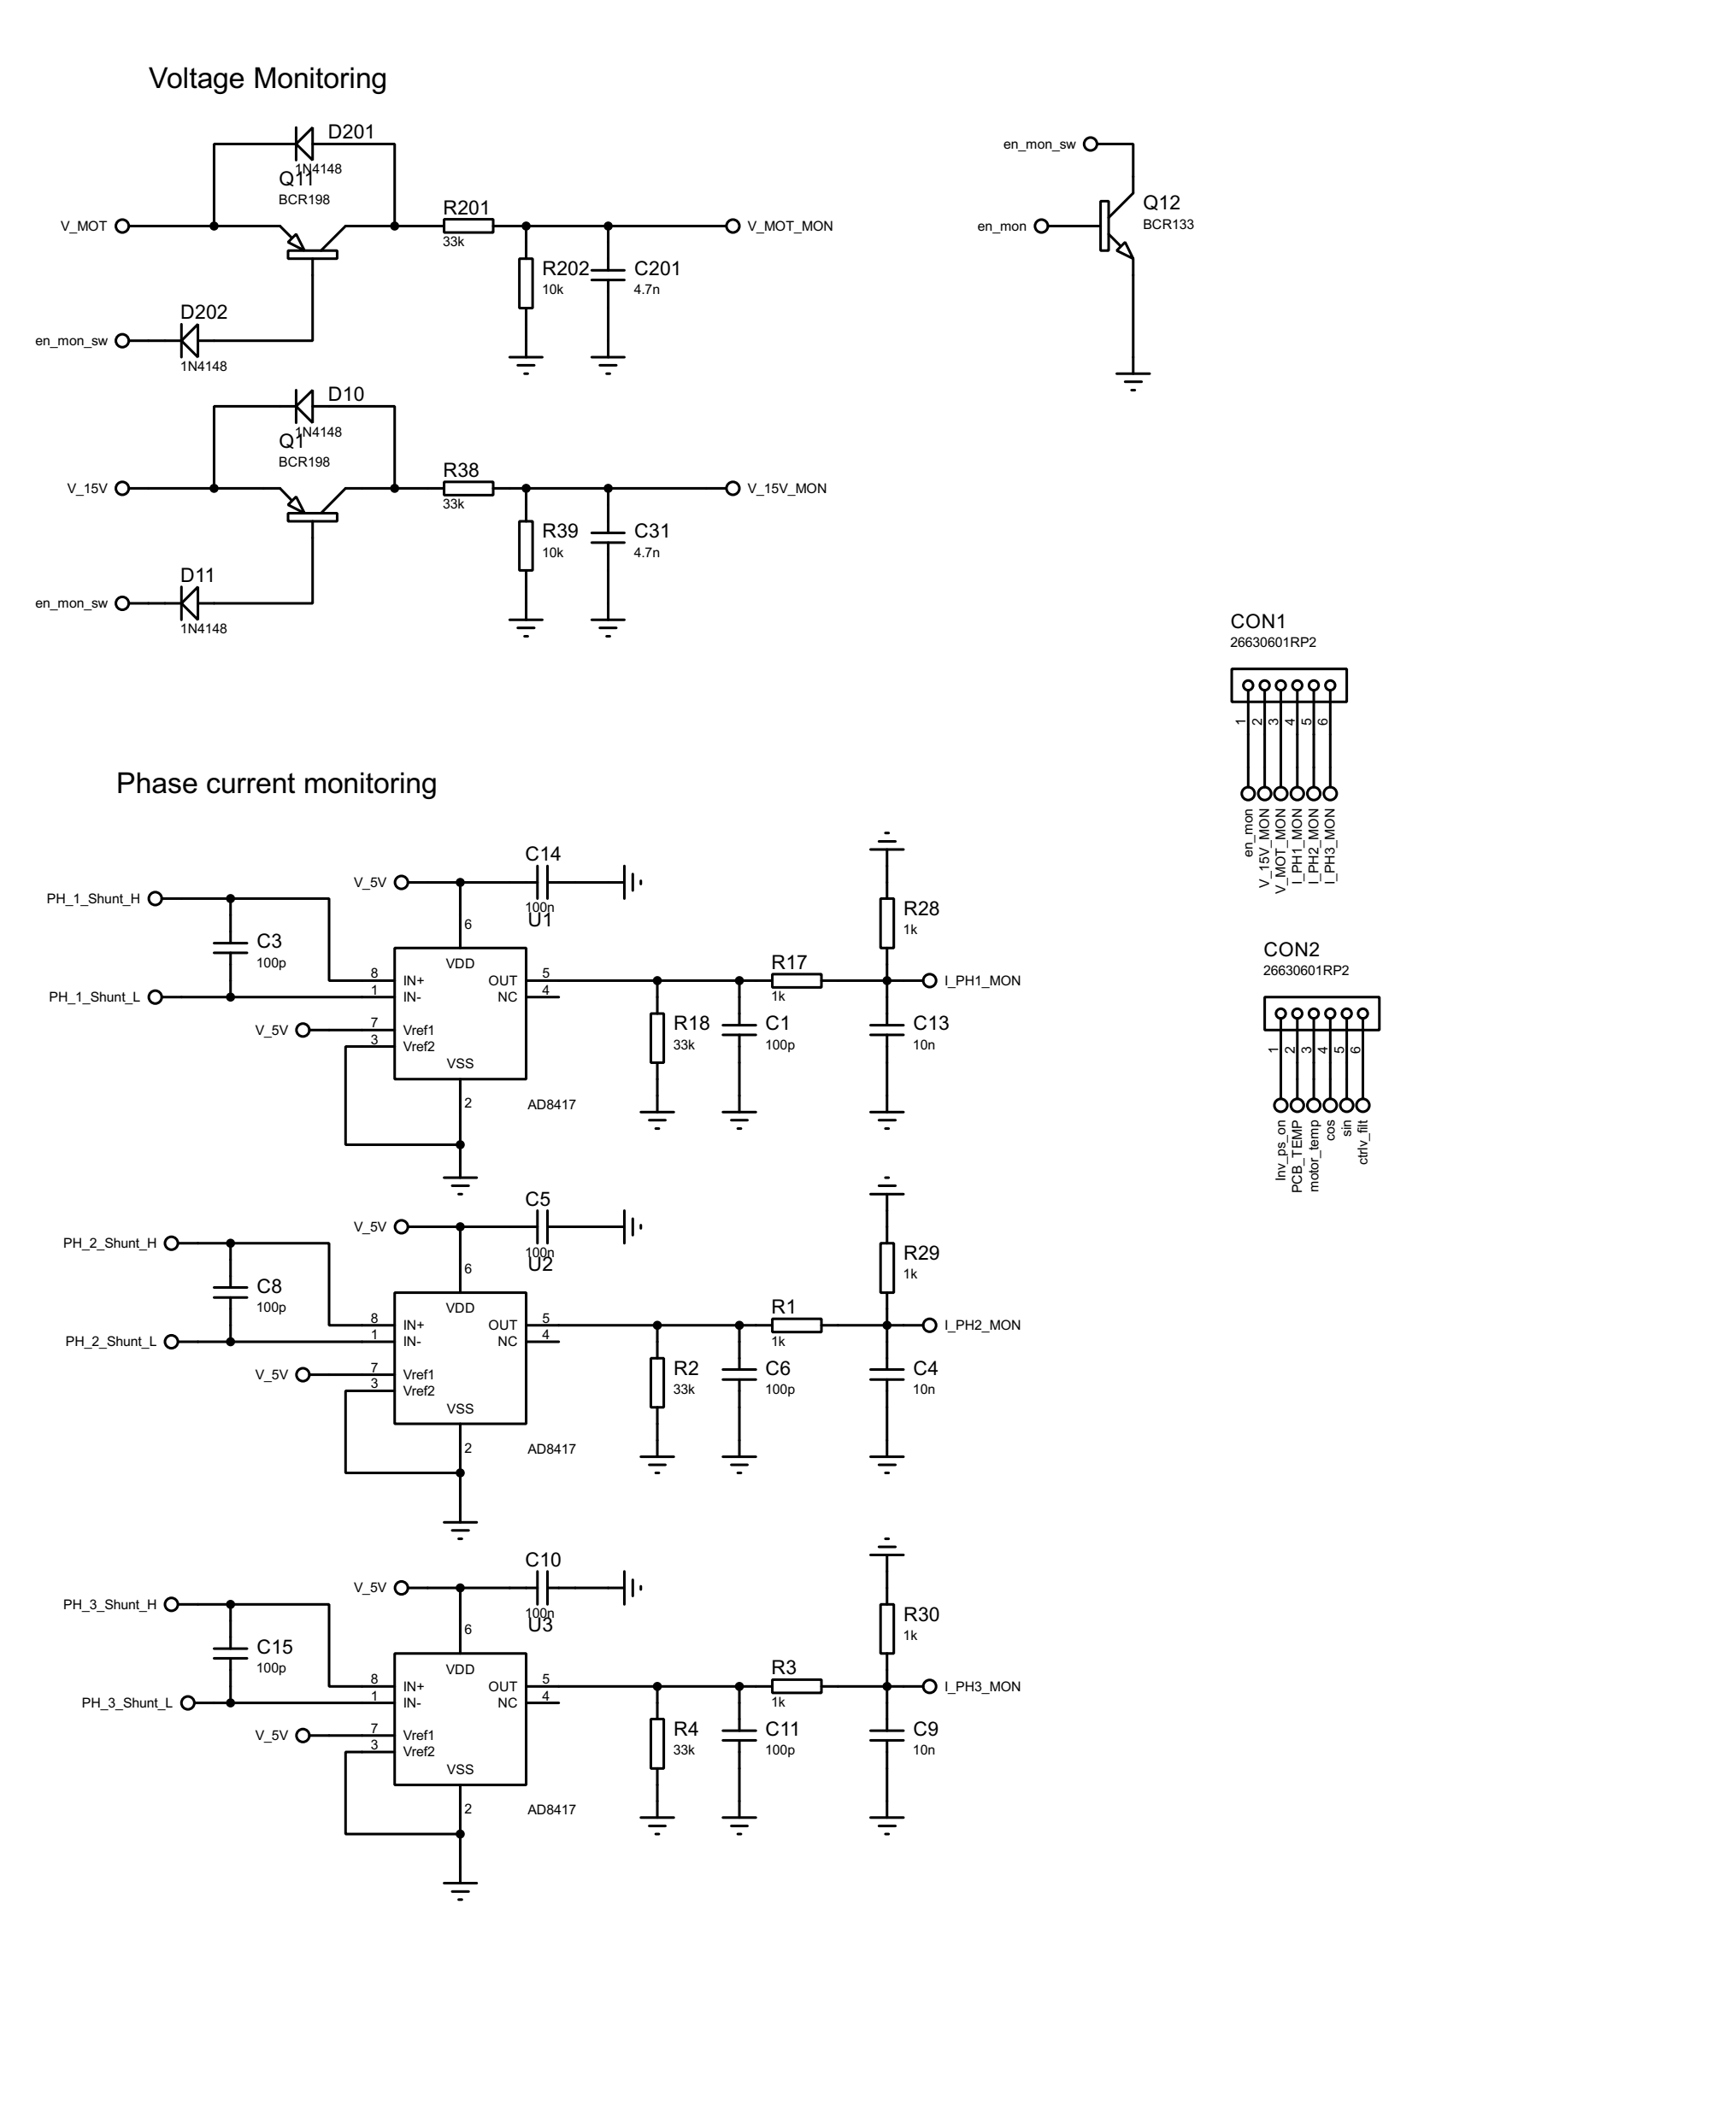 Voltage Monitoring
D201
1N4148
Q11
BCR198
V_MOT
R201
33k
V_MOT_MON
R202
10k
C201
4.7n
D202
en_mon_sw
1N4148
en_mon_sw
Q12
BCR133
en_mon
D10
1N4148
Q1
BCR198
V_15V
R38
33k
V_15V_MON
R39
10k
C31
4.7n
D11
en_mon_sw
1N4148
CON1
26630601RP2
1
2
3
4
5
6
en_mon
V_15V_MON
V_MOT_MON
I_PH1_MON
I_PH2_MON
I_PH3_MON
CON2
26630601RP2
1
2
3
4
5
6
Inv_ps_on
PCB_TEMP
motor_temp
cos
sin
ctrlv_filt
Phase current monitoring
C14
V_5V
100n
U1
PH_1_Shunt_H
6
C3
100p
PH_1_Shunt_L
VDD
8 IN+ OUT 5
1 IN- NC 4
V_5V 7 Vref1
3 Vref2
VSS
2
AD8417
R28
1k
R17
1k
I_PH1_MON
R18
33k
C1
100p
C13
10n
C5
V_5V
100n
U2
PH_2_Shunt_H
6
C8
100p
PH_2_Shunt_L
VDD
8 IN+ OUT 5
1 IN- NC 4
V_5V 7 Vref1
3 Vref2
VSS
2
AD8417
R29
1k
R1
1k
I_PH2_MON
R2
33k
C6
100p
C4
10n
C10
V_5V
100n
U3
PH_3_Shunt_H
6
C15
100p
PH_3_Shunt_L
VDD
8 IN+ OUT 5
1 IN- NC 4
V_5V 7 Vref1
3 Vref2
VSS
2
AD8417
R30
1k
R3
1k
I_PH3_MON
R4
33k
C11
100p
C9
10n